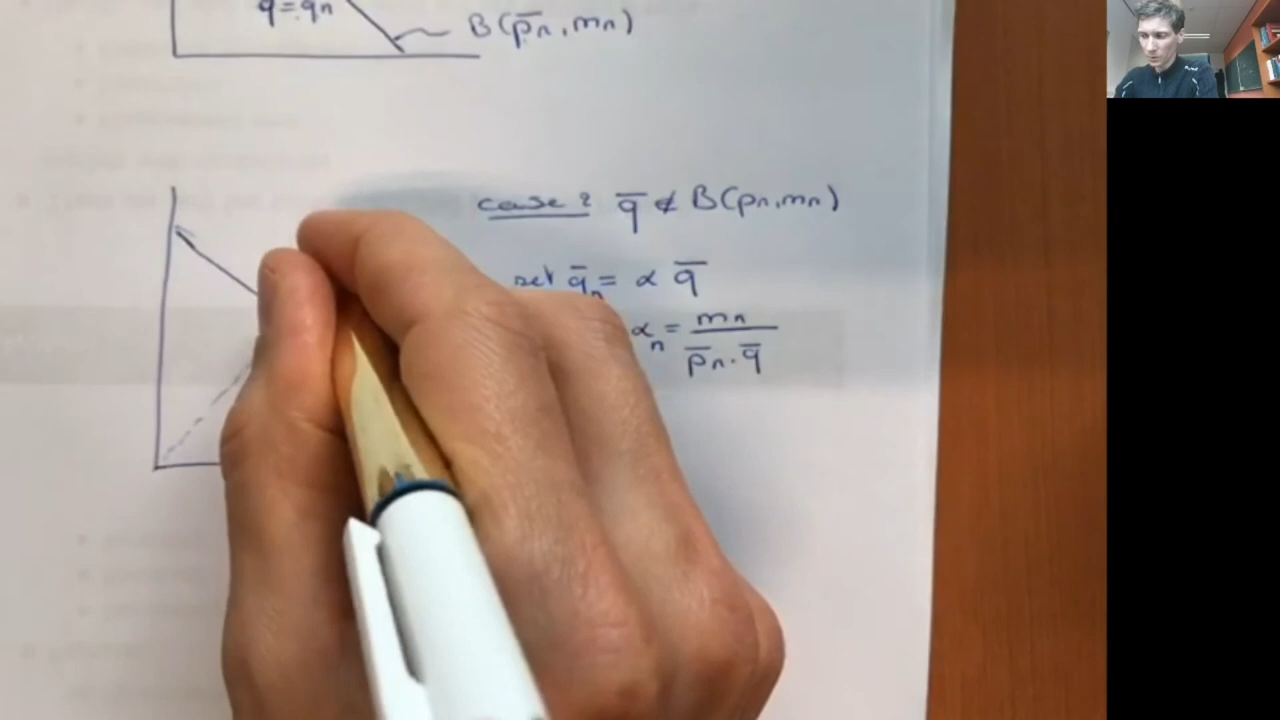 q̄ = q̄n
B(p̄n, mn)
case 2 q̄ ∉ B(pn, mn)
set q̄n = α q̄
αn = mn / p̄n · q̄